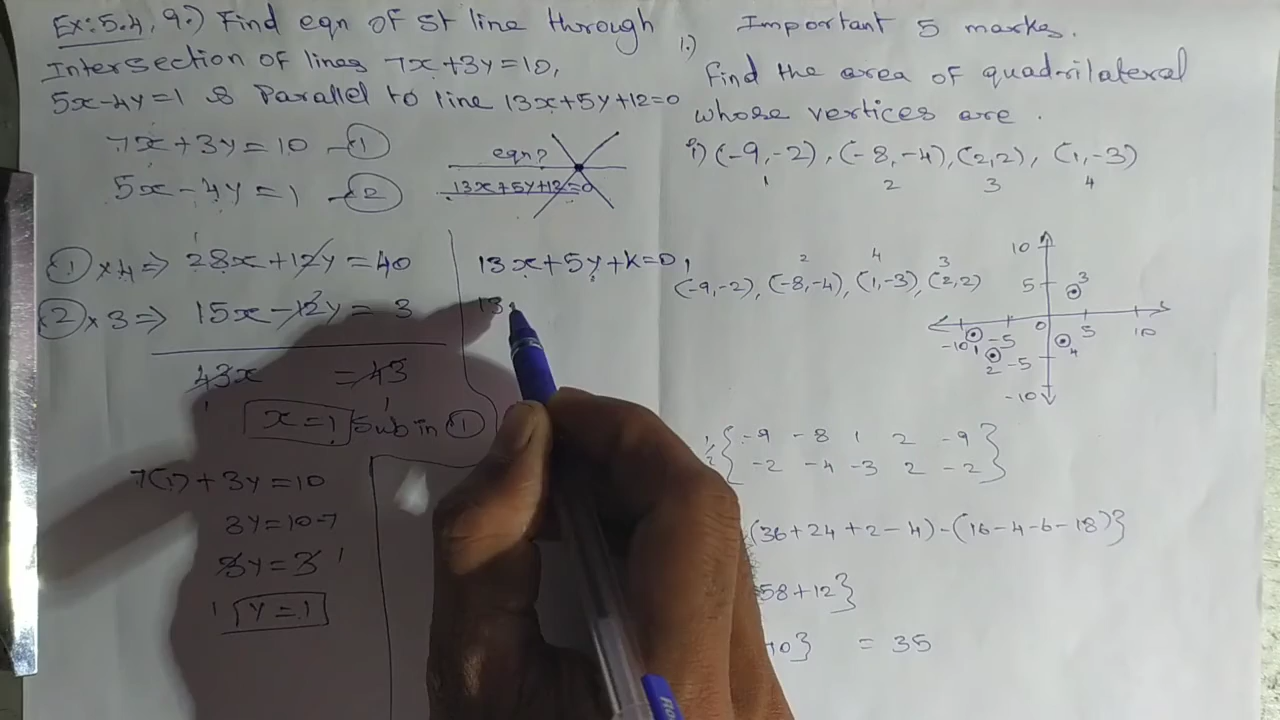 Ex: 5.4, 9.) Find eqn of St line through
Intersection of lines 7x+3y=10,
5x-4y=1 & Parallel to line 13x+5y+12=0
7x+3y=10 -①
5x-4y=1 -②
eqn?
13x+5y+12=0
①×4⇒ 28x+12y=40
②×3⇒ 15x-12y=3
43x =43
x=1 Sub in ①
7(1)+3y=10
3y=10-7
3y=3
y=1
13x+5y+k=0
13
Important 5 marks.
1.)
Find the area of quadrilateral
whose vertices are.
i) (-9,-2), (-8,-4), (2,2), (1,-3)
1 2 3 4
1 2 4 3
(-9,-2), (-8,-4), (1,-3), (2,2)
10
5
-10 -5 0 5 10
-5
-10
1 2 3 4
½{-9 -8 1 2 -9}
-2 -4 -3 2 -2
(36+24+2-4)-(16-4-6-18)}
58+12}
70} = 35